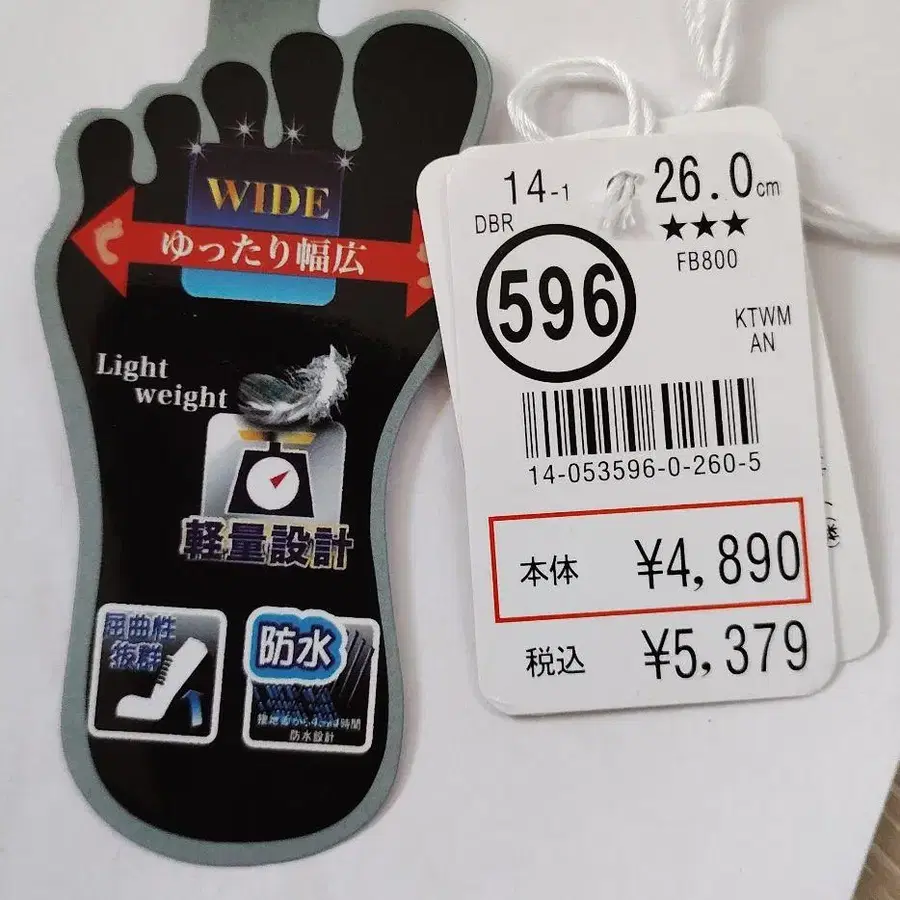 WIDE
ゆったり幅広
Light
weight
軽量設計
屈曲性
抜群
防水
防水設計
14-1
26.0cm
DBR
★★★
FB800
596
KTWM
AN
14-053596-0-260-5
本体 ¥4,890
税込 ¥5,379